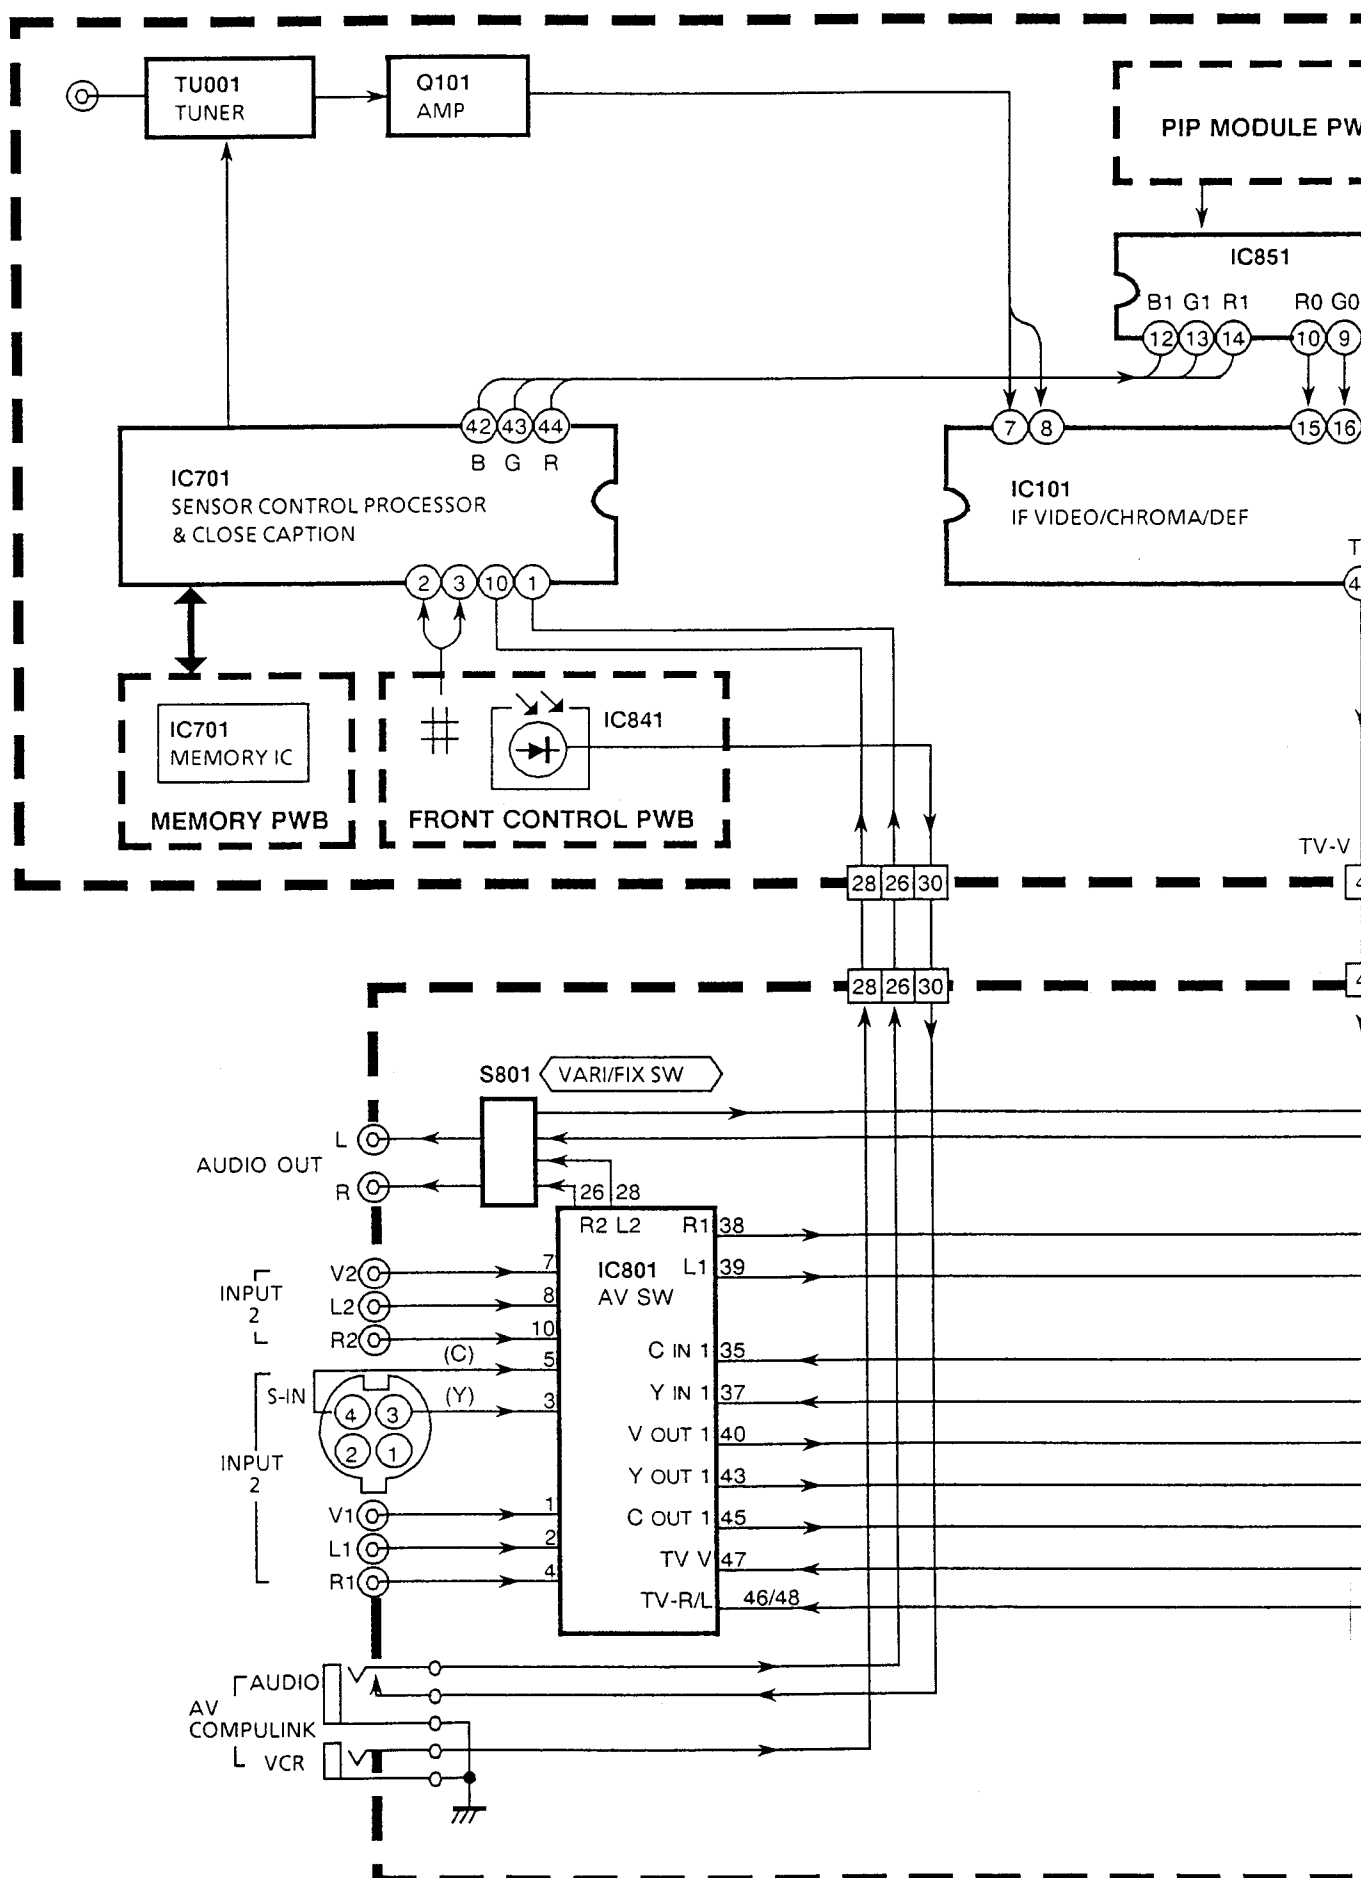 TU001
TUNER
Q101
AMP
PIP MODULE PW
IC851
B1 G1 R1 R0 G0
12 13 14 10 9
42 43 44
B G R
7 8 15 16
IC701
SENSOR CONTROL PROCESSOR
& CLOSE CAPTION
IC101
IF VIDEO/CHROMA/DEF
T
4
2 3 10 1
IC701
MEMORY IC
MEMORY PWB
IC841
FRONT CONTROL PWB
TV-V
28 26 30
4
28 26 30
4
S801 VARI/FIX SW
L
AUDIO OUT
R
26 28
R2 L2
R1 38
IC801
AV SW
L1 39
INPUT
2
V2 7
L2 8
R2 10
(C) 5
S-IN
(Y) 3
4 3
2 1
INPUT
2
V1 1
L1 2
R1 4
C IN 1 35
Y IN 1 37
V OUT 1 40
Y OUT 1 43
C OUT 1 45
TV V 47
TV-R/L 46/48
AUDIO
AV
COMPULINK
VCR